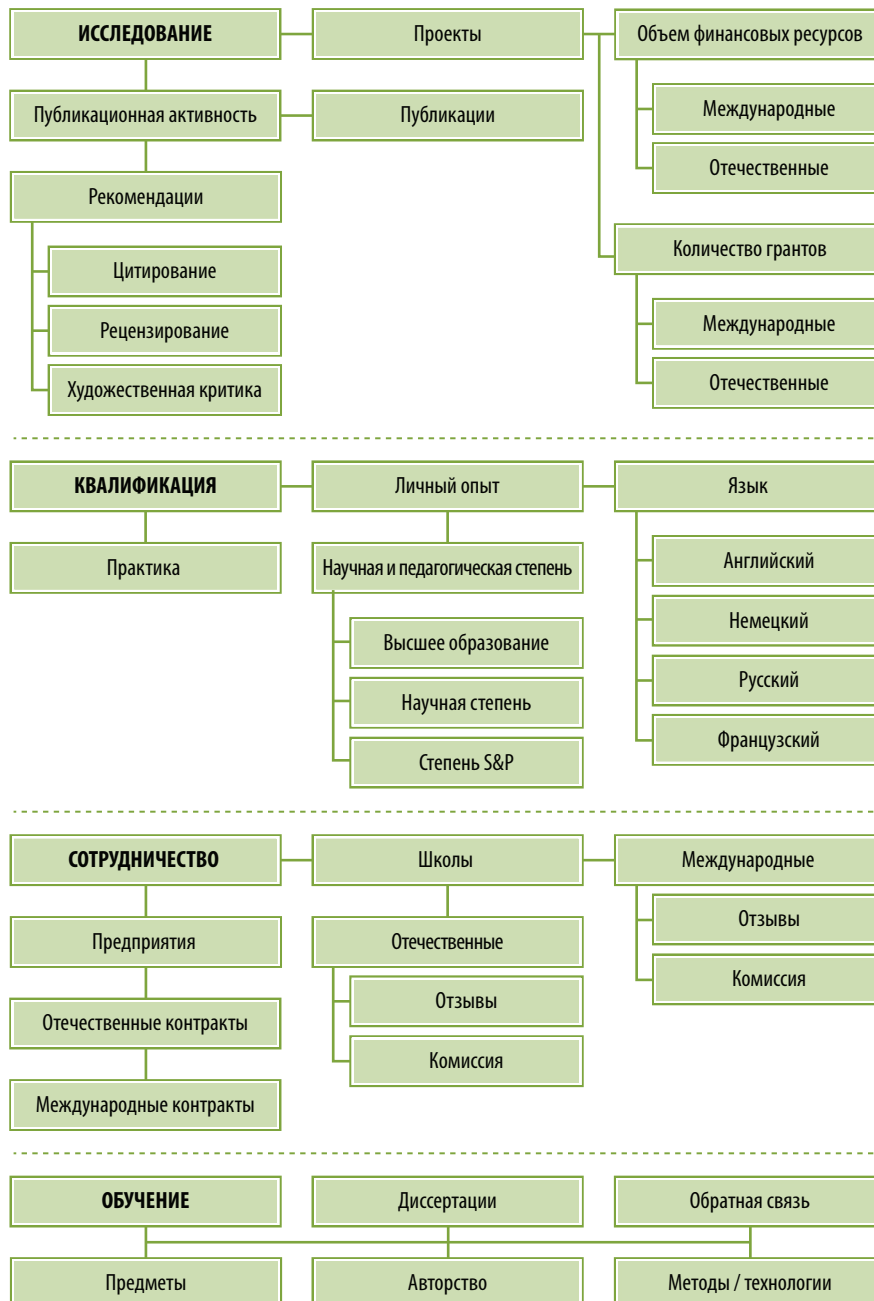 ИССЛЕДОВАНИЕ
Проекты
Объем финансовых ресурсов
Международные
Отечественные
Публикационная активность
Публикации
Рекомендации
Цитирование
Рецензирование
Художественная критика
Количество грантов
Международные
Отечественные
КВАЛИФИКАЦИЯ
Личный опыт
Язык
Практика
Научная и педагогическая степень
Высшее образование
Научная степень
Степень S&P
Английский
Немецкий
Русский
Французский
СОТРУДНИЧЕСТВО
Школы
Международные
Отзывы
Комиссия
Предприятия
Отечественные
Отзывы
Комиссия
Отечественные контракты
Международные контракты
ОБУЧЕНИЕ
Диссертации
Обратная связь
Предметы
Авторство
Методы / технологии